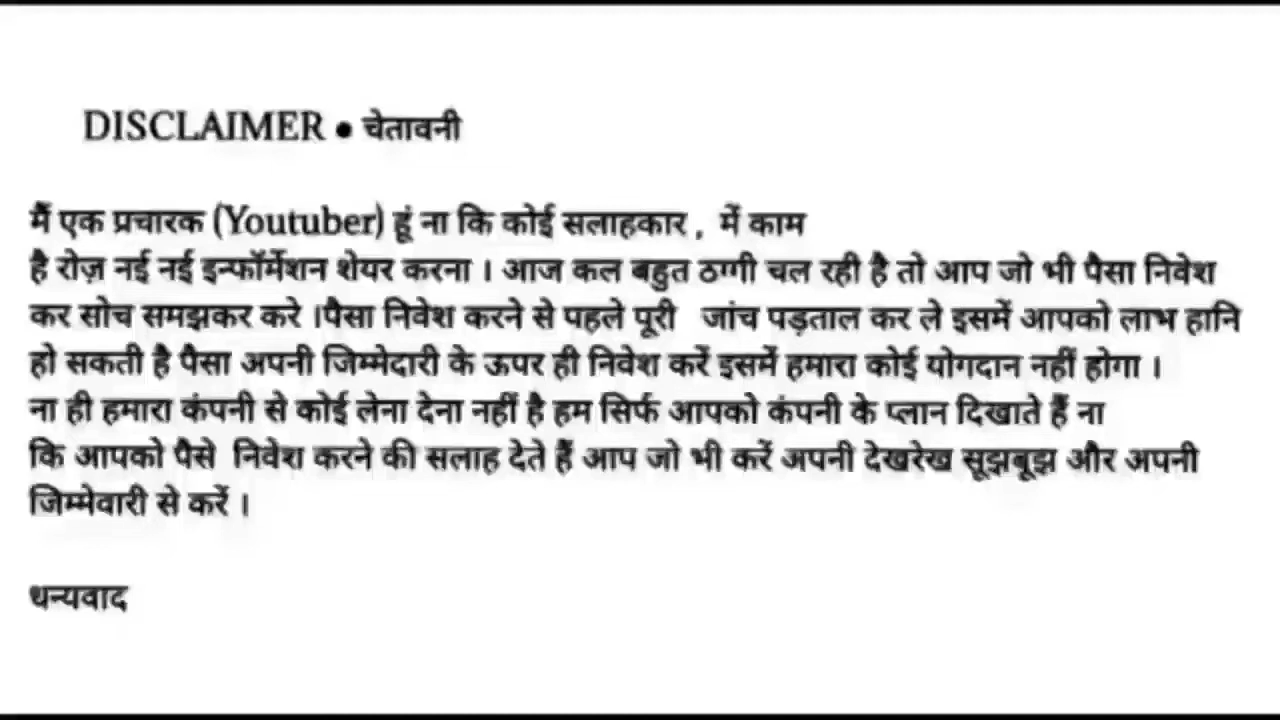 DISCLAIMER • चेतावनी
मैं एक प्रचारक (Youtuber) हूं ना कि कोई सलाहकार , में काम
है रोज़ नई नई इन्फॉर्मेशन शेयर करना । आज कल बहुत ठग्गी चल रही है तो आप जो भी पैसा निवेश
कर सोच समझकर करे ।पैसा निवेश करने से पहले पूरी जांच पड़ताल कर ले इसमें आपको लाभ हानि
हो सकती है पैसा अपनी जिम्मेदारी के ऊपर ही निवेश करें इसमें हमारा कोई योगदान नहीं होगा ।
ना ही हमारा कंपनी से कोई लेना देना नहीं है हम सिर्फ आपको कंपनी के प्लान दिखाते हैं ना
कि आपको पैसे निवेश करने की सलाह देते हैं आप जो भी करें अपनी देखरेख सूझबूझ और अपनी
जिम्मेवारी से करें ।
धन्यवाद